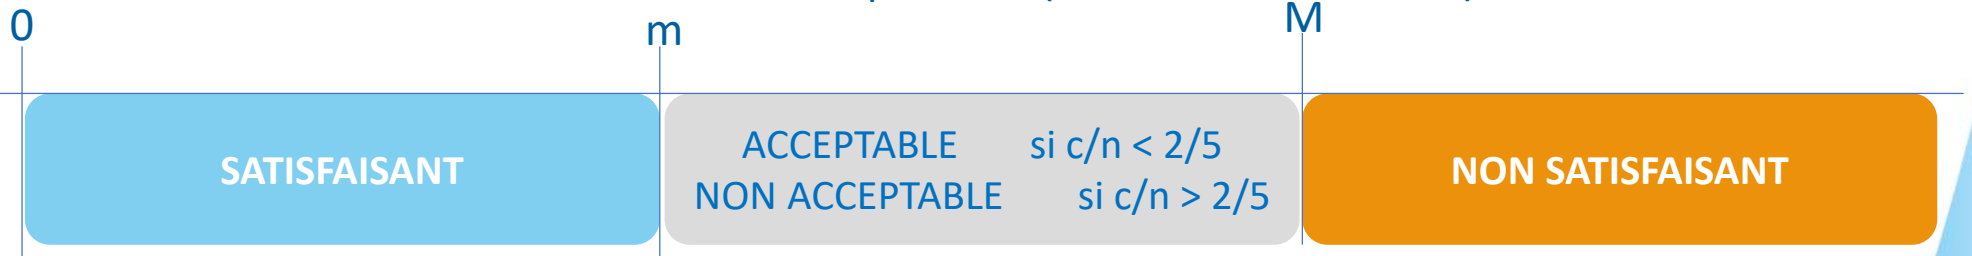 0
m
M
SATISFAISANT
ACCEPTABLE si c/n < 2/5
NON ACCEPTABLE si c/n > 2/5
NON SATISFAISANT